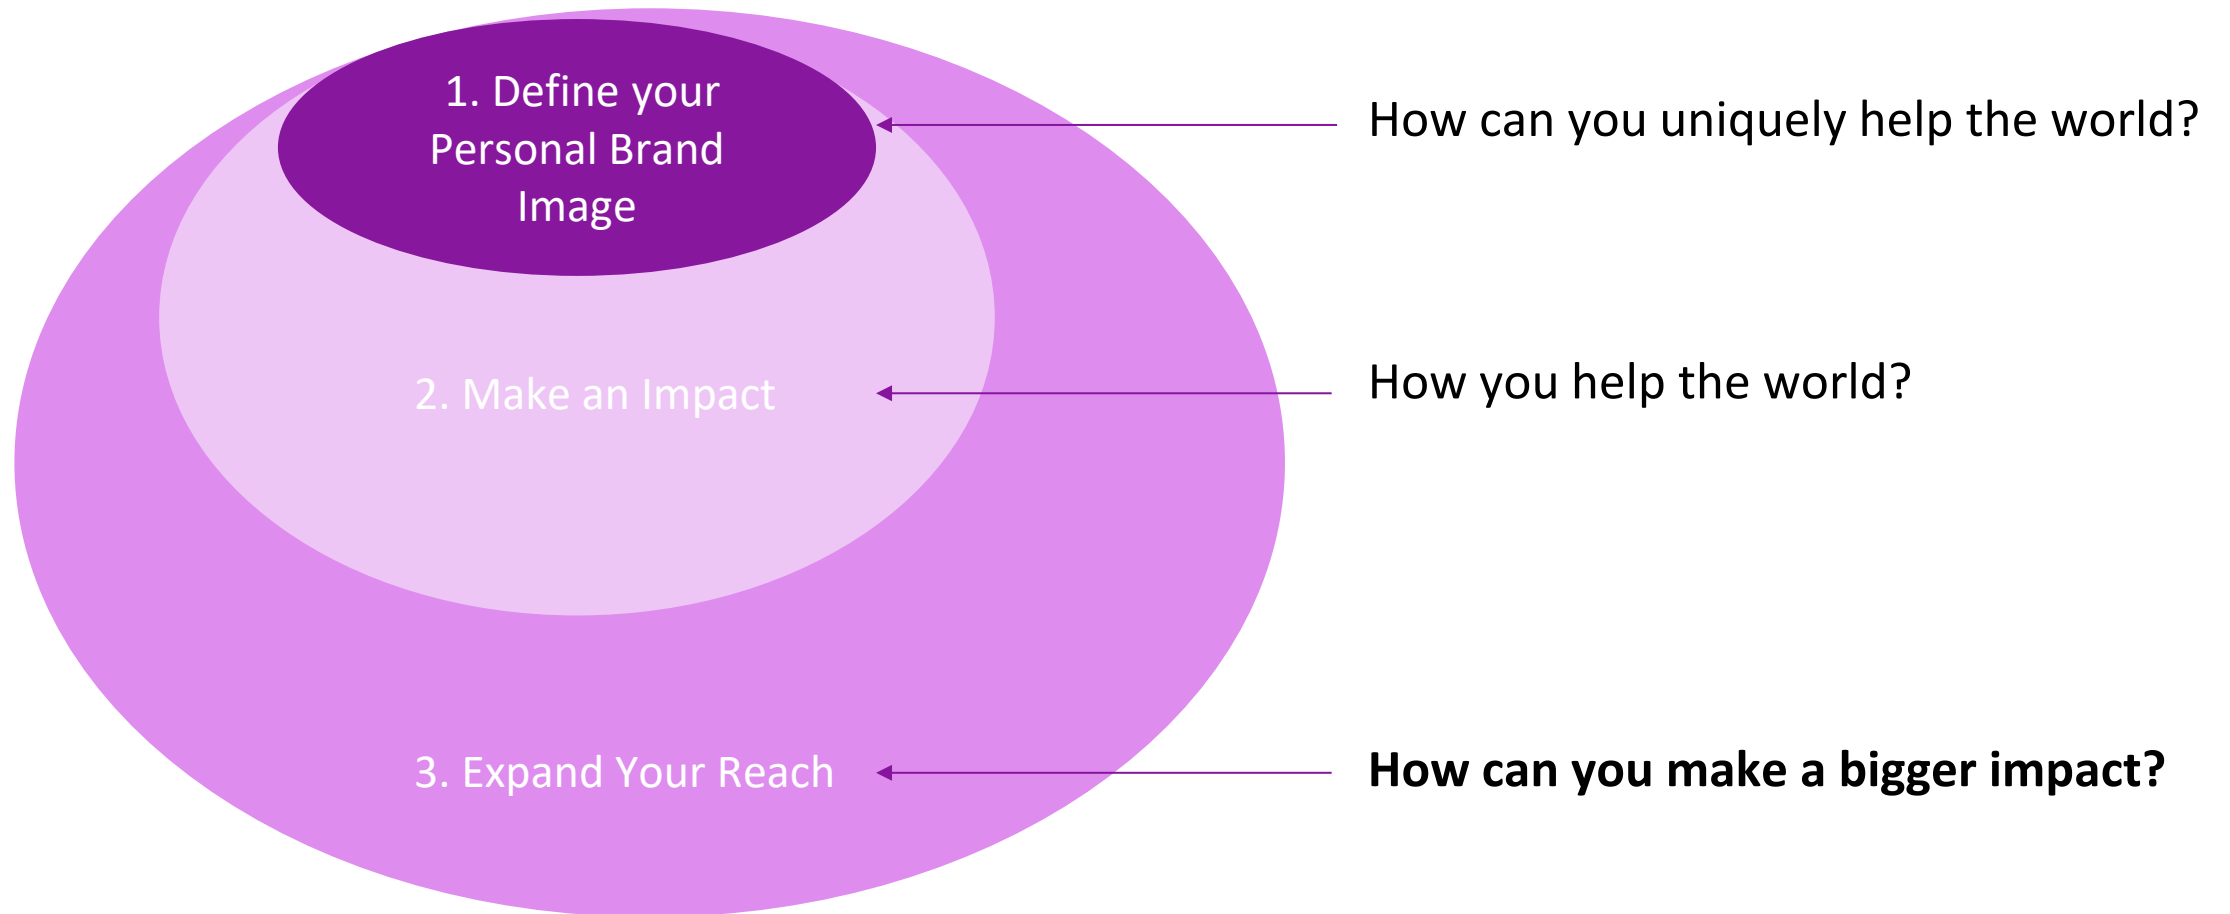 1. Define your
Personal Brand
Image
How can you uniquely help the world?
2. Make an Impact
How you help the world?
3. Expand Your Reach
How can you make a bigger impact?